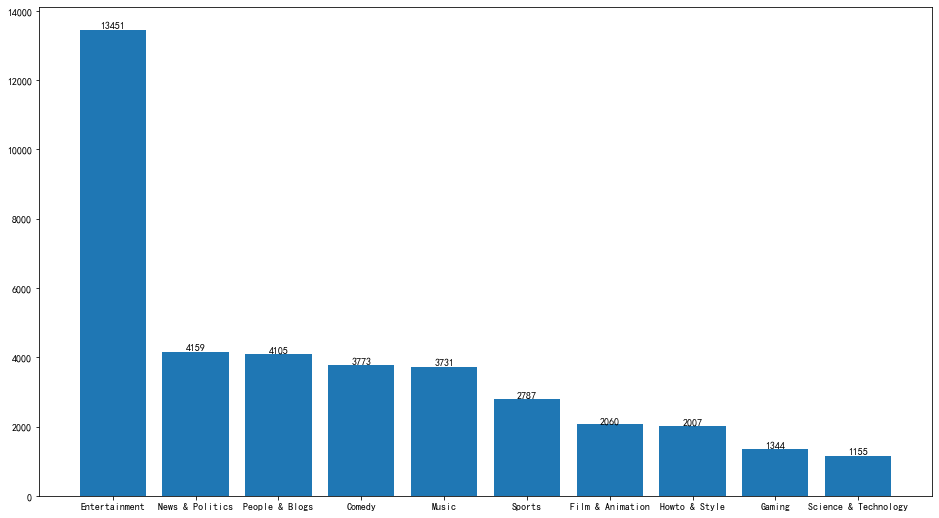 14000
12000
10000
8000
6000
4000
2000
0
13451
4159
4105
3773
3731
2787
2060
2007
1344
1155
Entertainment
News & Politics
People & Blogs
Comedy
Music
Sports
Film & Animation
Howto & Style
Gaming
Science & Technology